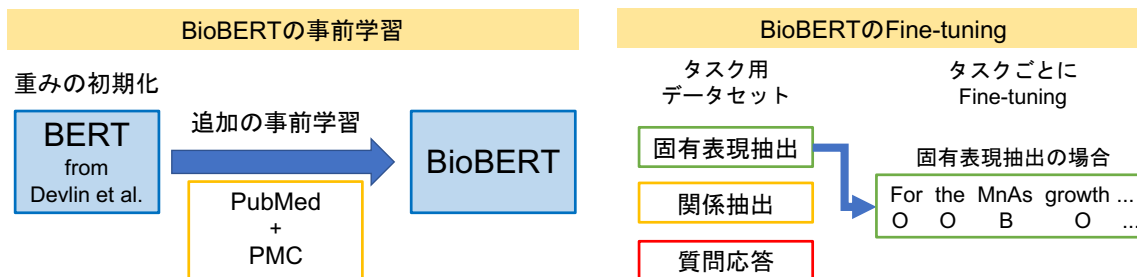 BioBERTの事前学習
重みの初期化
BERT
from
Devlin et al.
追加の事前学習
PubMed
+
PMC
BioBERT
BioBERTのFine-tuning
タスク用
データセット
固有表現抽出
関係抽出
質問応答
タスクごとに
Fine-tuning
固有表現抽出の場合
For the MnAs growth ...
O O B O ...